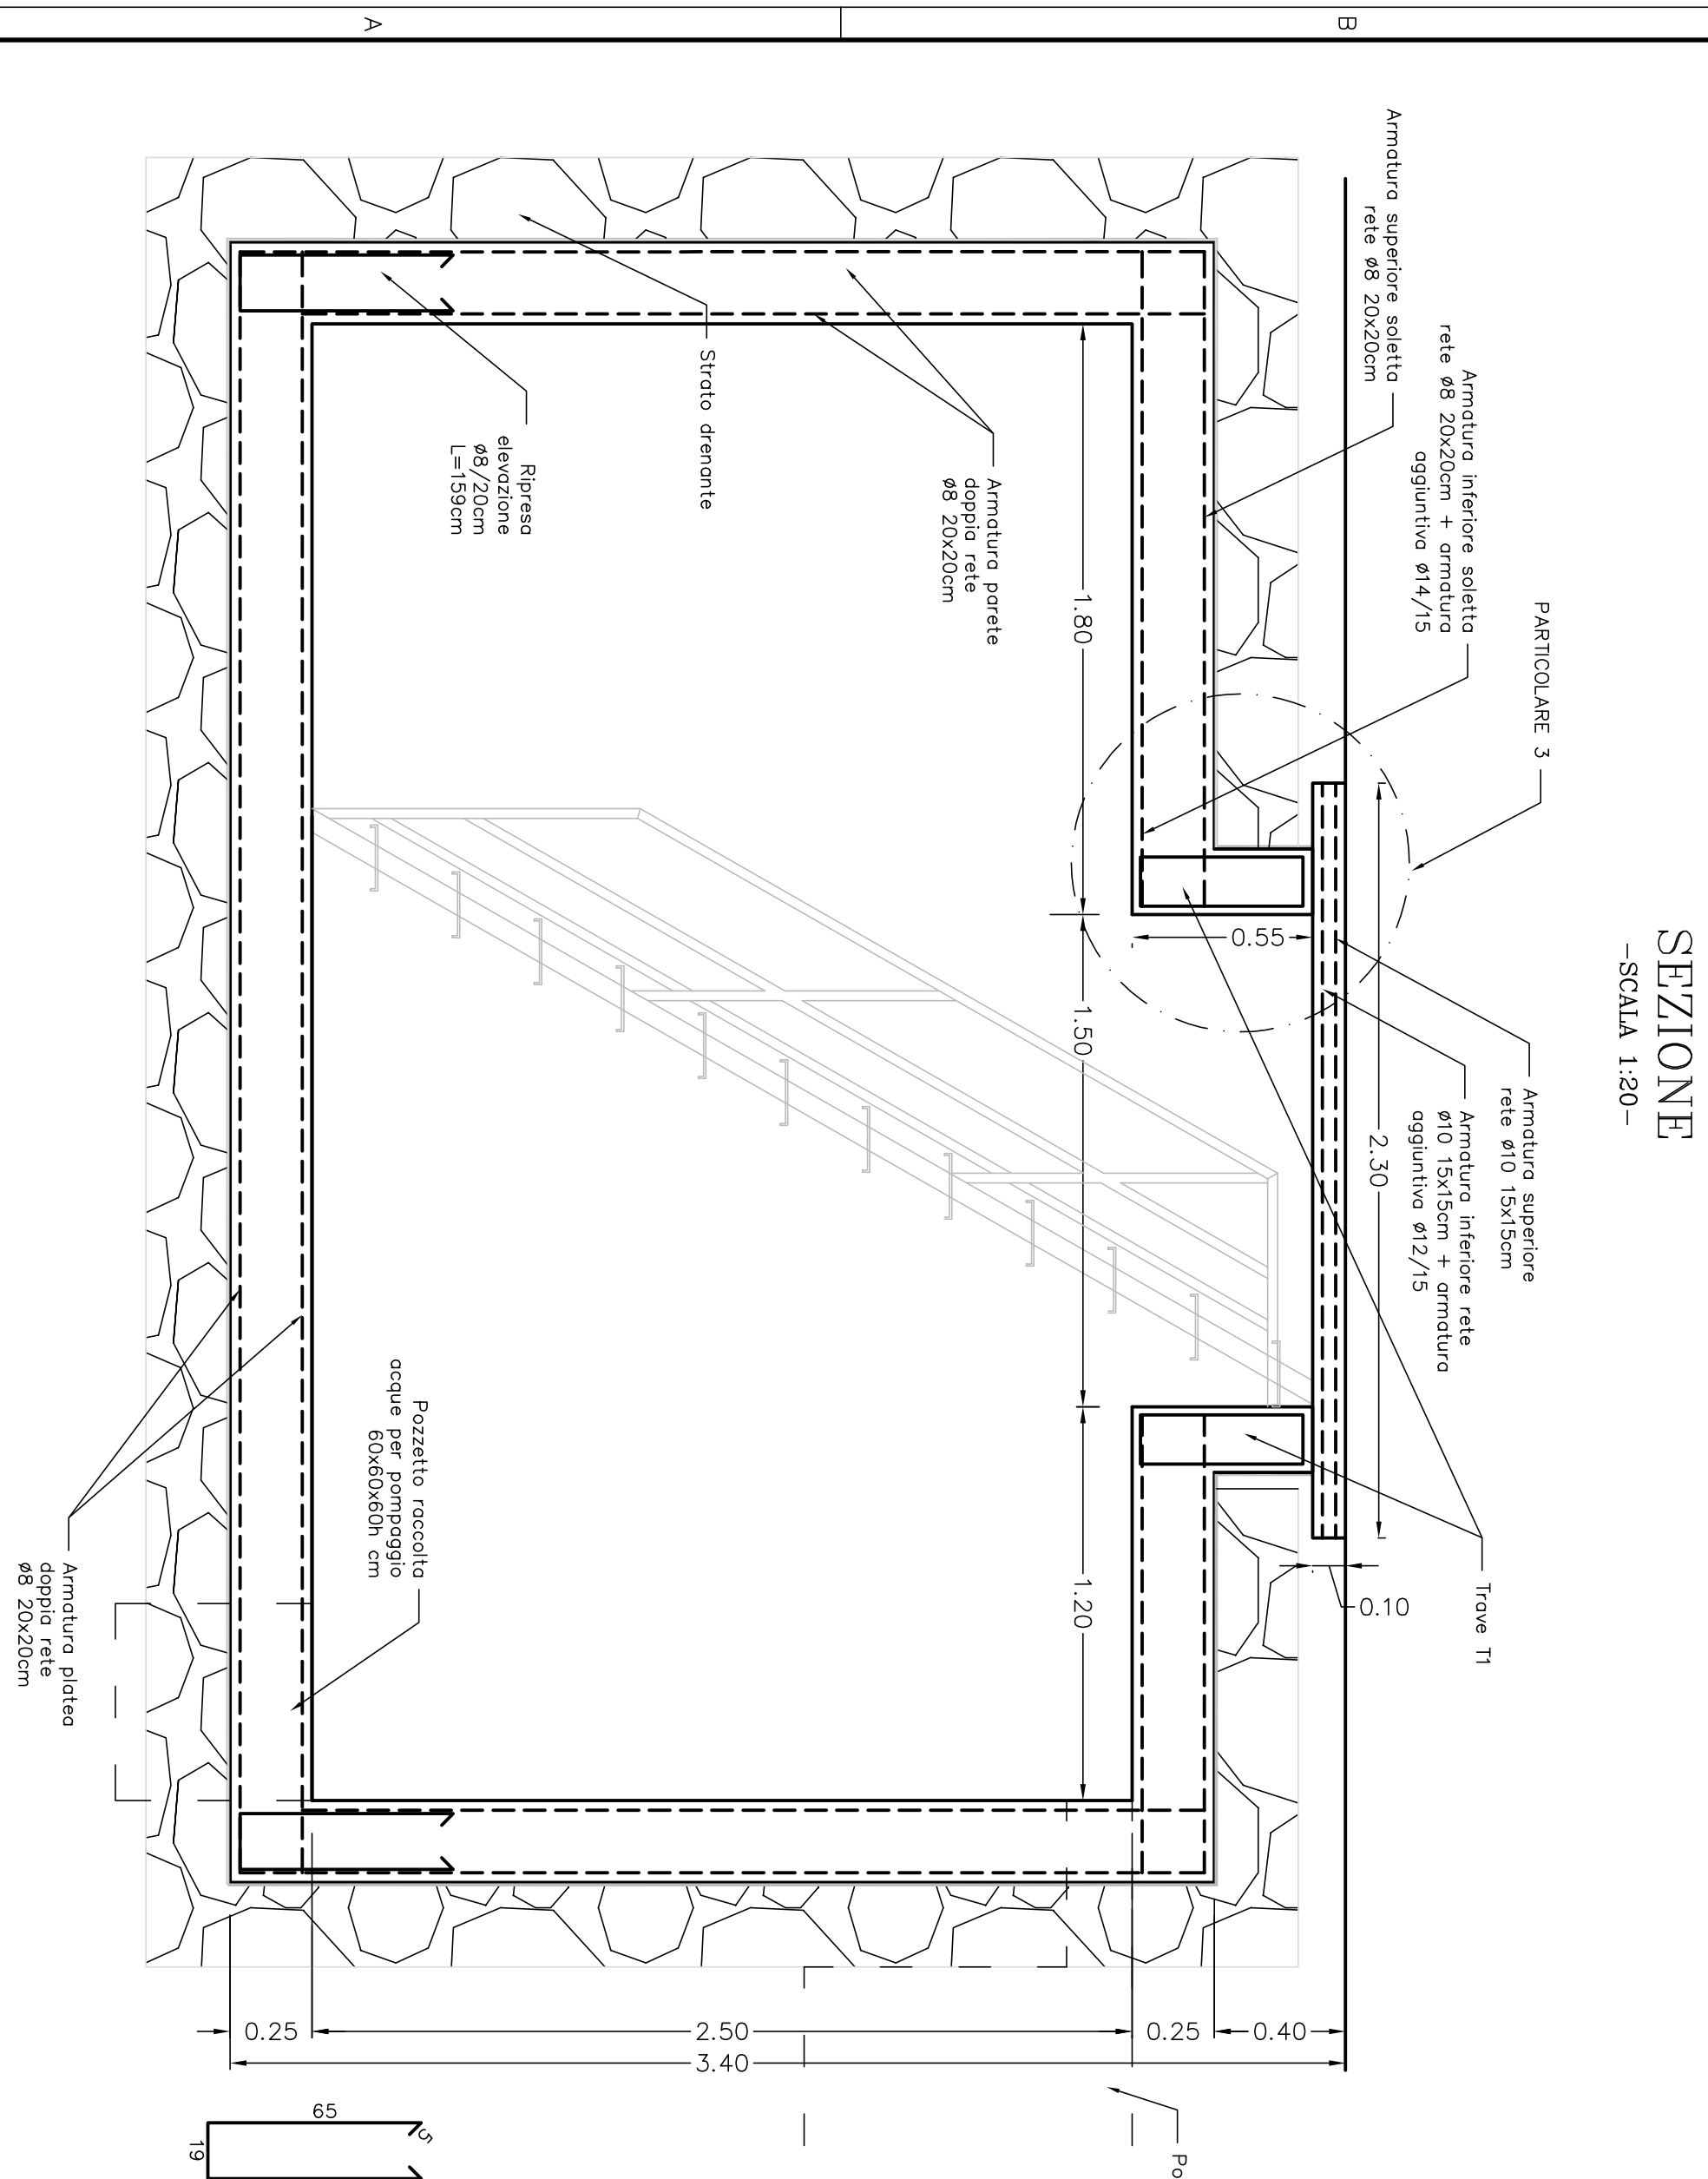 A
B
SEZIONE
-SCALA 1:20-
PARTICOLARE 3
Armatura superiore soletta
rete ø8 20x20cm
Armatura inferiore soletta
rete ø8 20x20cm + armatura
aggiuntiva ø14/15
Armatura superiore
rete ø10 15x15cm
Armatura inferiore rete
ø10 15x15cm + armatura
aggiuntiva ø12/15
Trave T1
2.30
0.10
0.55
1.80
1.50
1.20
Armatura parete
doppia rete
ø8 20x20cm
Strato drenante
Ripresa
elevazione
ø8/20cm
L=159cm
Pozzetto raccolta
acque per pompaggio
60x60x60h cm
Armatura platea
doppia rete
ø8 20x20cm
0.40
0.25
2.50
0.25
3.40
Po
65
5
19